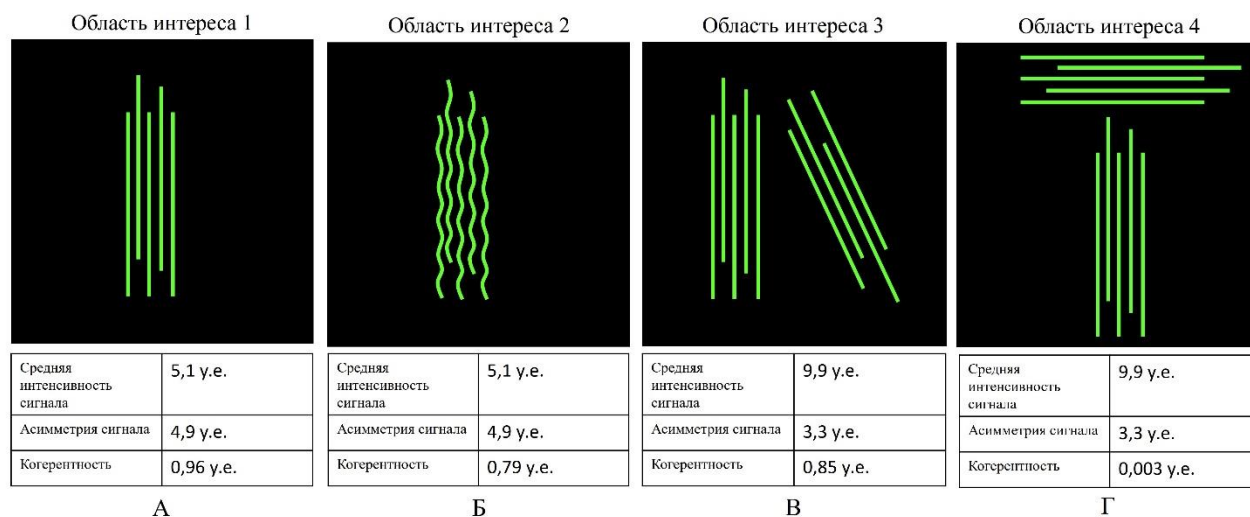 Область интереса 1
Область интереса 2
Область интереса 3
Область интереса 4
Средняя
интенсивность
сигнала
5,1 у.е.
Асимметрия сигнала
4,9 у.е.
Когерентность
0,96 у.е.
А
Средняя
интенсивность
сигнала
5,1 у.е.
Асимметрия сигнала
4,9 у.е.
Когерентность
0,79 у.е.
Б
Средняя
интенсивность
сигнала
9,9 у.е.
Асимметрия сигнала
3,3 у.е.
Когерентность
0,85 у.е.
В
Средняя
интенсивность
сигнала
9,9 у.е.
Асимметрия сигнала
3,3 у.е.
Когерентность
0,003 у.е.
Г